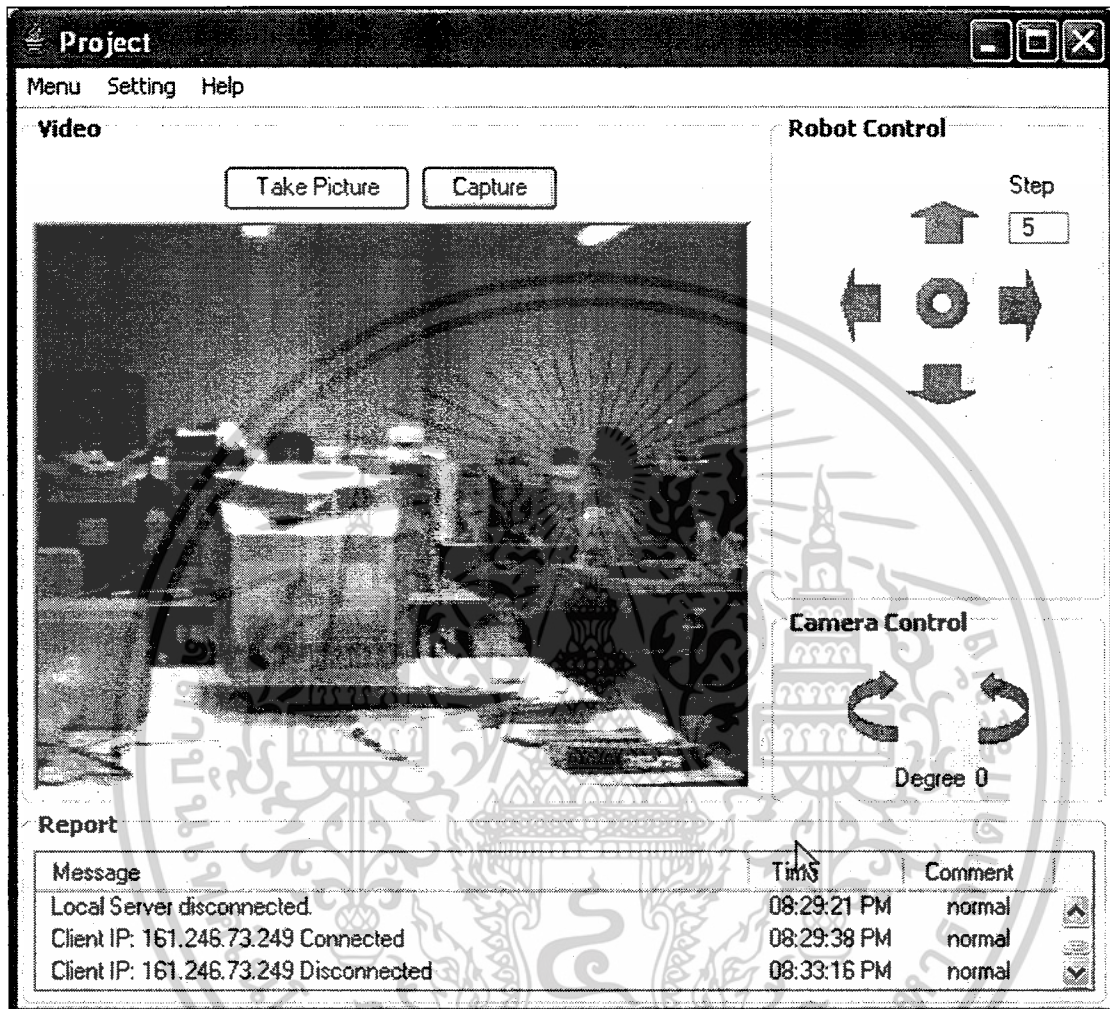 Project
Menu Setting Help
Video
Take Picture Capture
Robot Control
Step
5
Camera Control
Degree 0
Report
Message Time Comment
Local Server disconnected. 08:29:21 PM normal
Client IP: 161.246.73.249 Connected 08:29:38 PM normal
Client IP: 161.246.73.249 Disconnected 08:33:16 PM normal